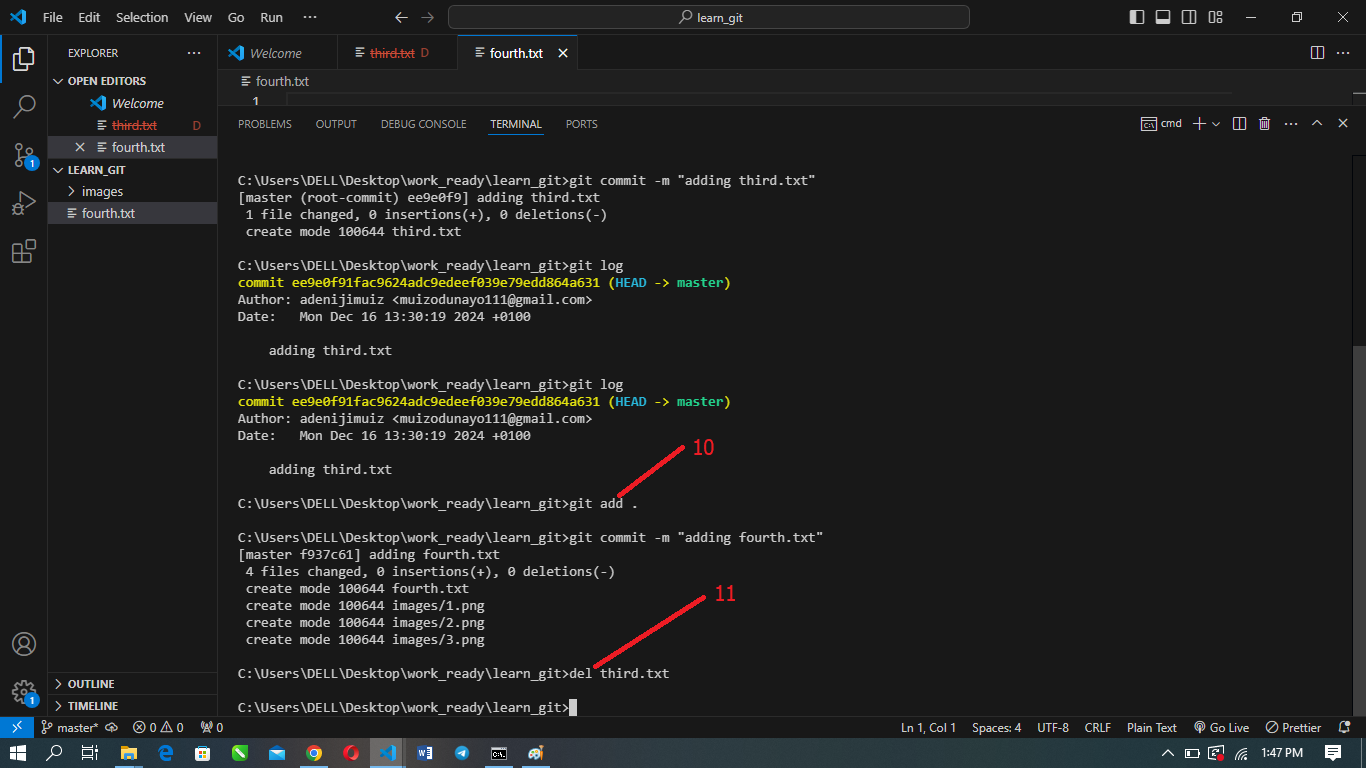 File Edit Selection View Go Run ··· learn_git
EXPLORER ···
OPEN EDITORS
Welcome
third.txt D
fourth.txt
LEARN_GIT
images
fourth.txt
OUTLINE
TIMELINE
Welcome third.txt D fourth.txt
fourth.txt
1
PROBLEMS OUTPUT DEBUG CONSOLE TERMINAL PORTS cmd
C:\Users\DELL\Desktop\work_ready\learn_git>git commit -m "adding third.txt"
[master (root-commit) ee9e0f9] adding third.txt
1 file changed, 0 insertions(+), 0 deletions(-)
create mode 100644 third.txt
C:\Users\DELL\Desktop\work_ready\learn_git>git log
commit ee9e0f91fac9624adc9edeef039e79edd864a631 (HEAD -> master)
Author: adenijimuiz <muizodunayo111@gmail.com>
Date:   Mon Dec 16 13:30:19 2024 +0100
adding third.txt
C:\Users\DELL\Desktop\work_ready\learn_git>git log
commit ee9e0f91fac9624adc9edeef039e79edd864a631 (HEAD -> master)
Author: adenijimuiz <muizodunayo111@gmail.com>
Date:   Mon Dec 16 13:30:19 2024 +0100
10
adding third.txt
C:\Users\DELL\Desktop\work_ready\learn_git>git add .
C:\Users\DELL\Desktop\work_ready\learn_git>git commit -m "adding fourth.txt"
[master f937c61] adding fourth.txt
4 files changed, 0 insertions(+), 0 deletions(-)
create mode 100644 fourth.txt
11
create mode 100644 images/1.png
create mode 100644 images/2.png
create mode 100644 images/3.png
C:\Users\DELL\Desktop\work_ready\learn_git>del third.txt
C:\Users\DELL\Desktop\work_ready\learn_git>
1
1
master* 0 0 0 Ln 1, Col 1 Spaces: 4 UTF-8 CRLF Plain Text Go Live Prettier
1:47 PM